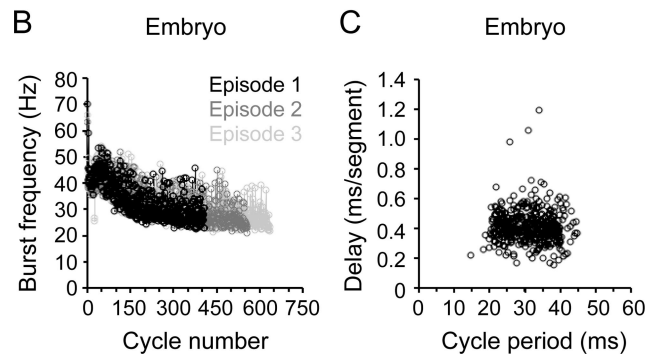 B Embryo
Burst frequency (Hz)
80
70
60
50
40
30
20
10
0
Episode 1
Episode 2
Episode 3
0 150 300 450 600 750
Cycle number
C Embryo
Delay (ms/segment)
1.4
1.2
1.0
0.8
0.6
0.4
0.2
0
0 10 20 30 40 50 60
Cycle period (ms)